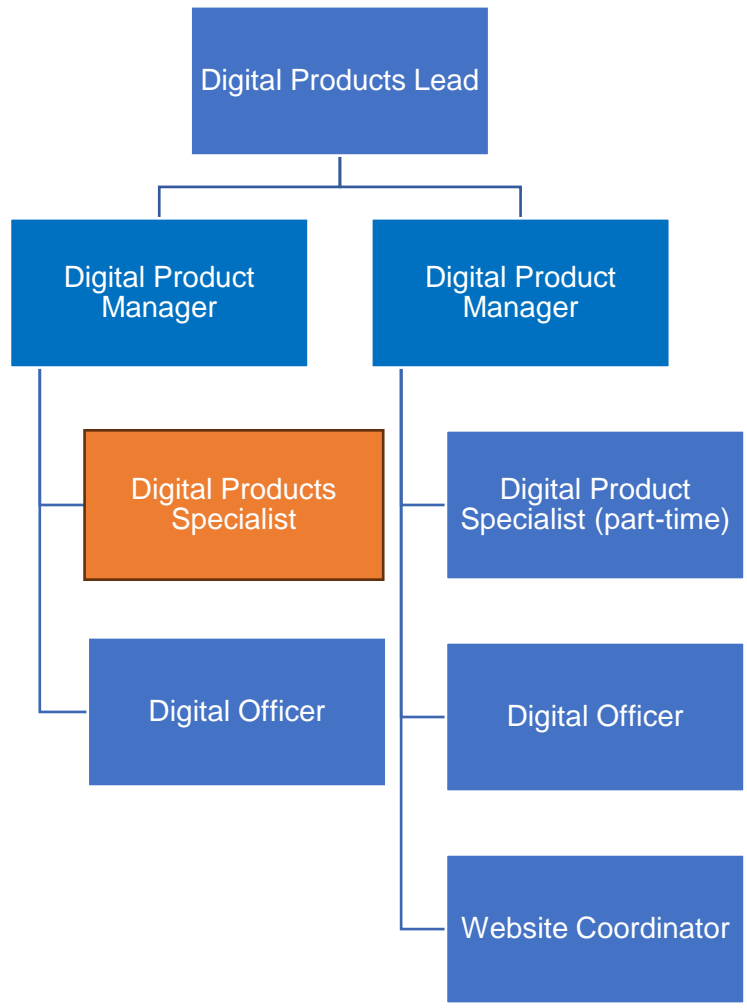 Digital Products Lead
Digital Product
Manager
Digital Product
Manager
Digital Products
Specialist
Digital Product
Specialist (part-time)
Digital Officer
Digital Officer
Website Coordinator